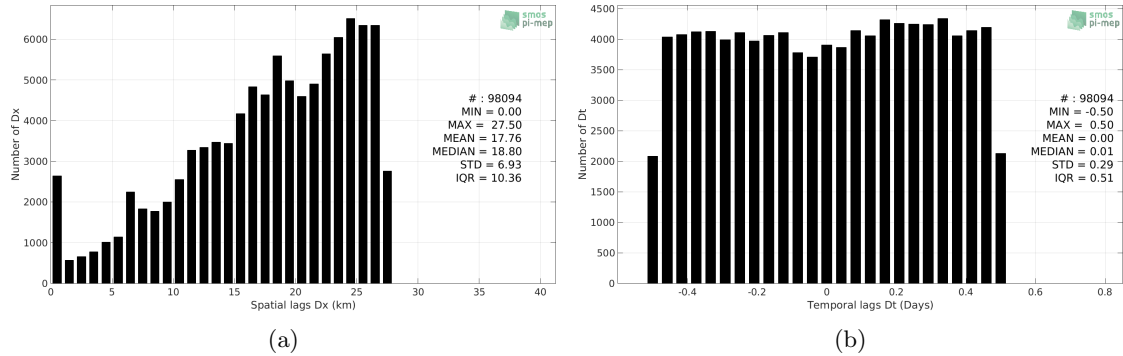 smos
pi-mep
6000
5000
4000
3000
2000
1000
0
Number of Dx
# : 98094
MIN = 0.00
MAX = 27.50
MEAN = 17.76
MEDIAN = 18.80
STD = 6.93
IQR = 10.36
0 5 10 15 20 25 30 35 40
Spatial lags Dx (km)
(a)
smos
pi-mep
4500
4000
3500
3000
2500
2000
1500
1000
500
0
Number of Dt
# : 98094
MIN = -0.50
MAX = 0.50
MEAN = 0.00
MEDIAN = 0.01
STD = 0.29
IQR = 0.51
-0.4 -0.2 0 0.2 0.4 0.6 0.8
Temporal lags Dt (Days)
(b)